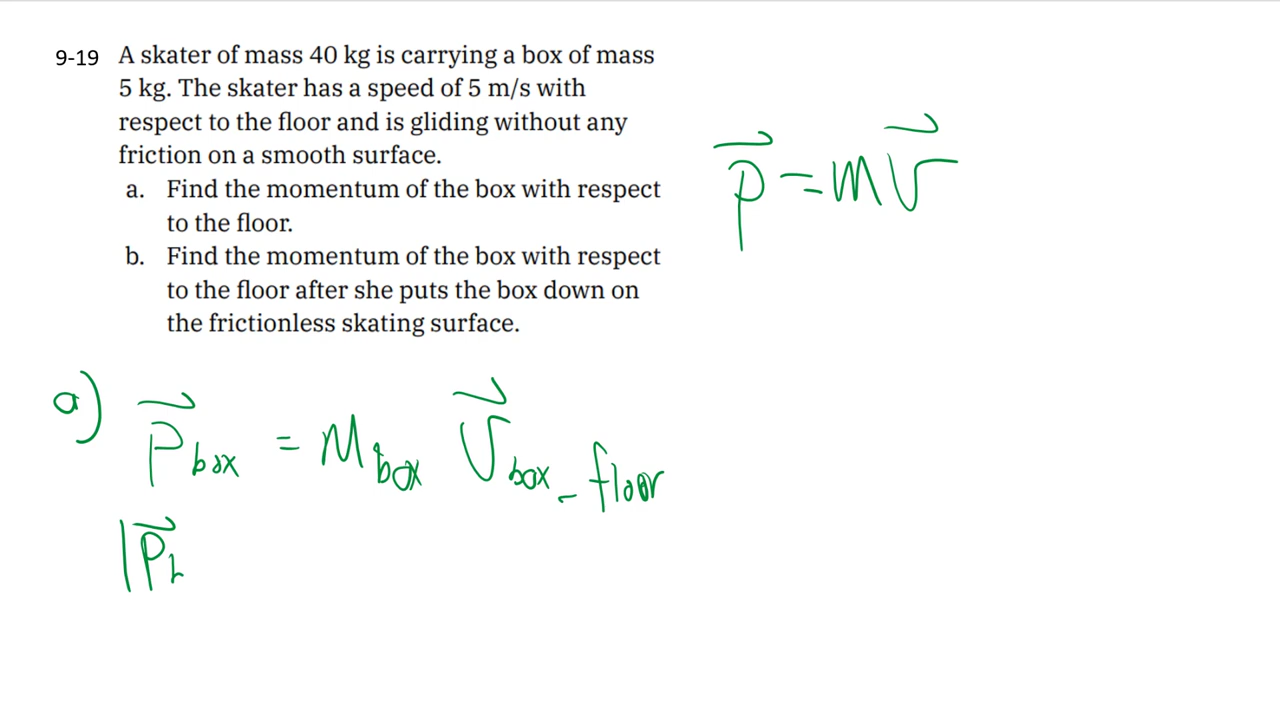 9-19 A skater of mass 40 kg is carrying a box of mass
5 kg. The skater has a speed of 5 m/s with
respect to the floor and is gliding without any
friction on a smooth surface.
a. Find the momentum of the box with respect
to the floor.
b. Find the momentum of the box with respect
to the floor after she puts the box down on
the frictionless skating surface.
p⃗ = m v⃗
a) P⃗box = Mbox v⃗box_floor
|P⃗